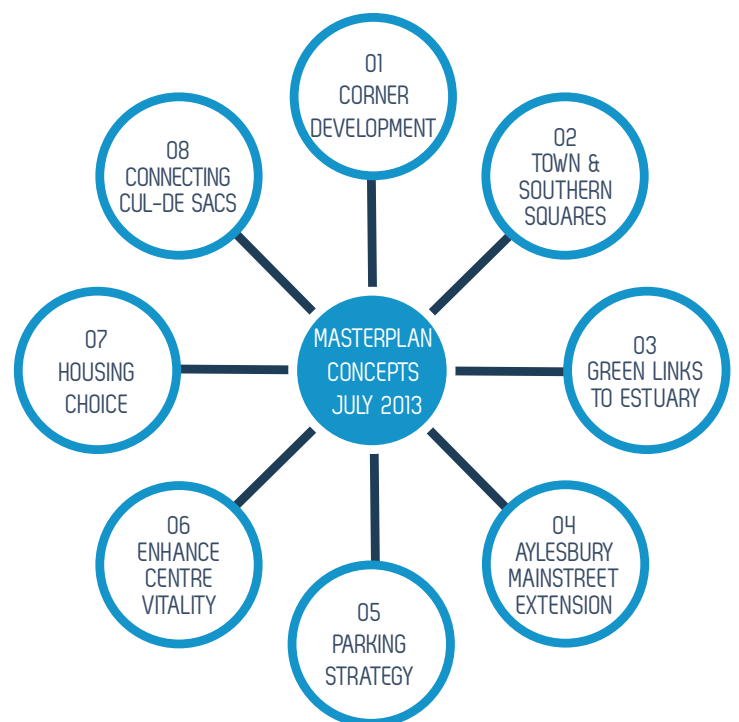 MASTERPLAN
CONCEPTS
JULY 2013
01
CORNER
DEVELOPMENT
02
TOWN &
SOUTHERN
SQUARES
03
GREEN LINKS
TO ESTUARY
04
AYLESBURY
MAINSTREET
EXTENSION
05
PARKING
STRATEGY
06
ENHANCE
CENTRE
VITALITY
07
HOUSING
CHOICE
08
CONNECTING
CUL-DE SACS